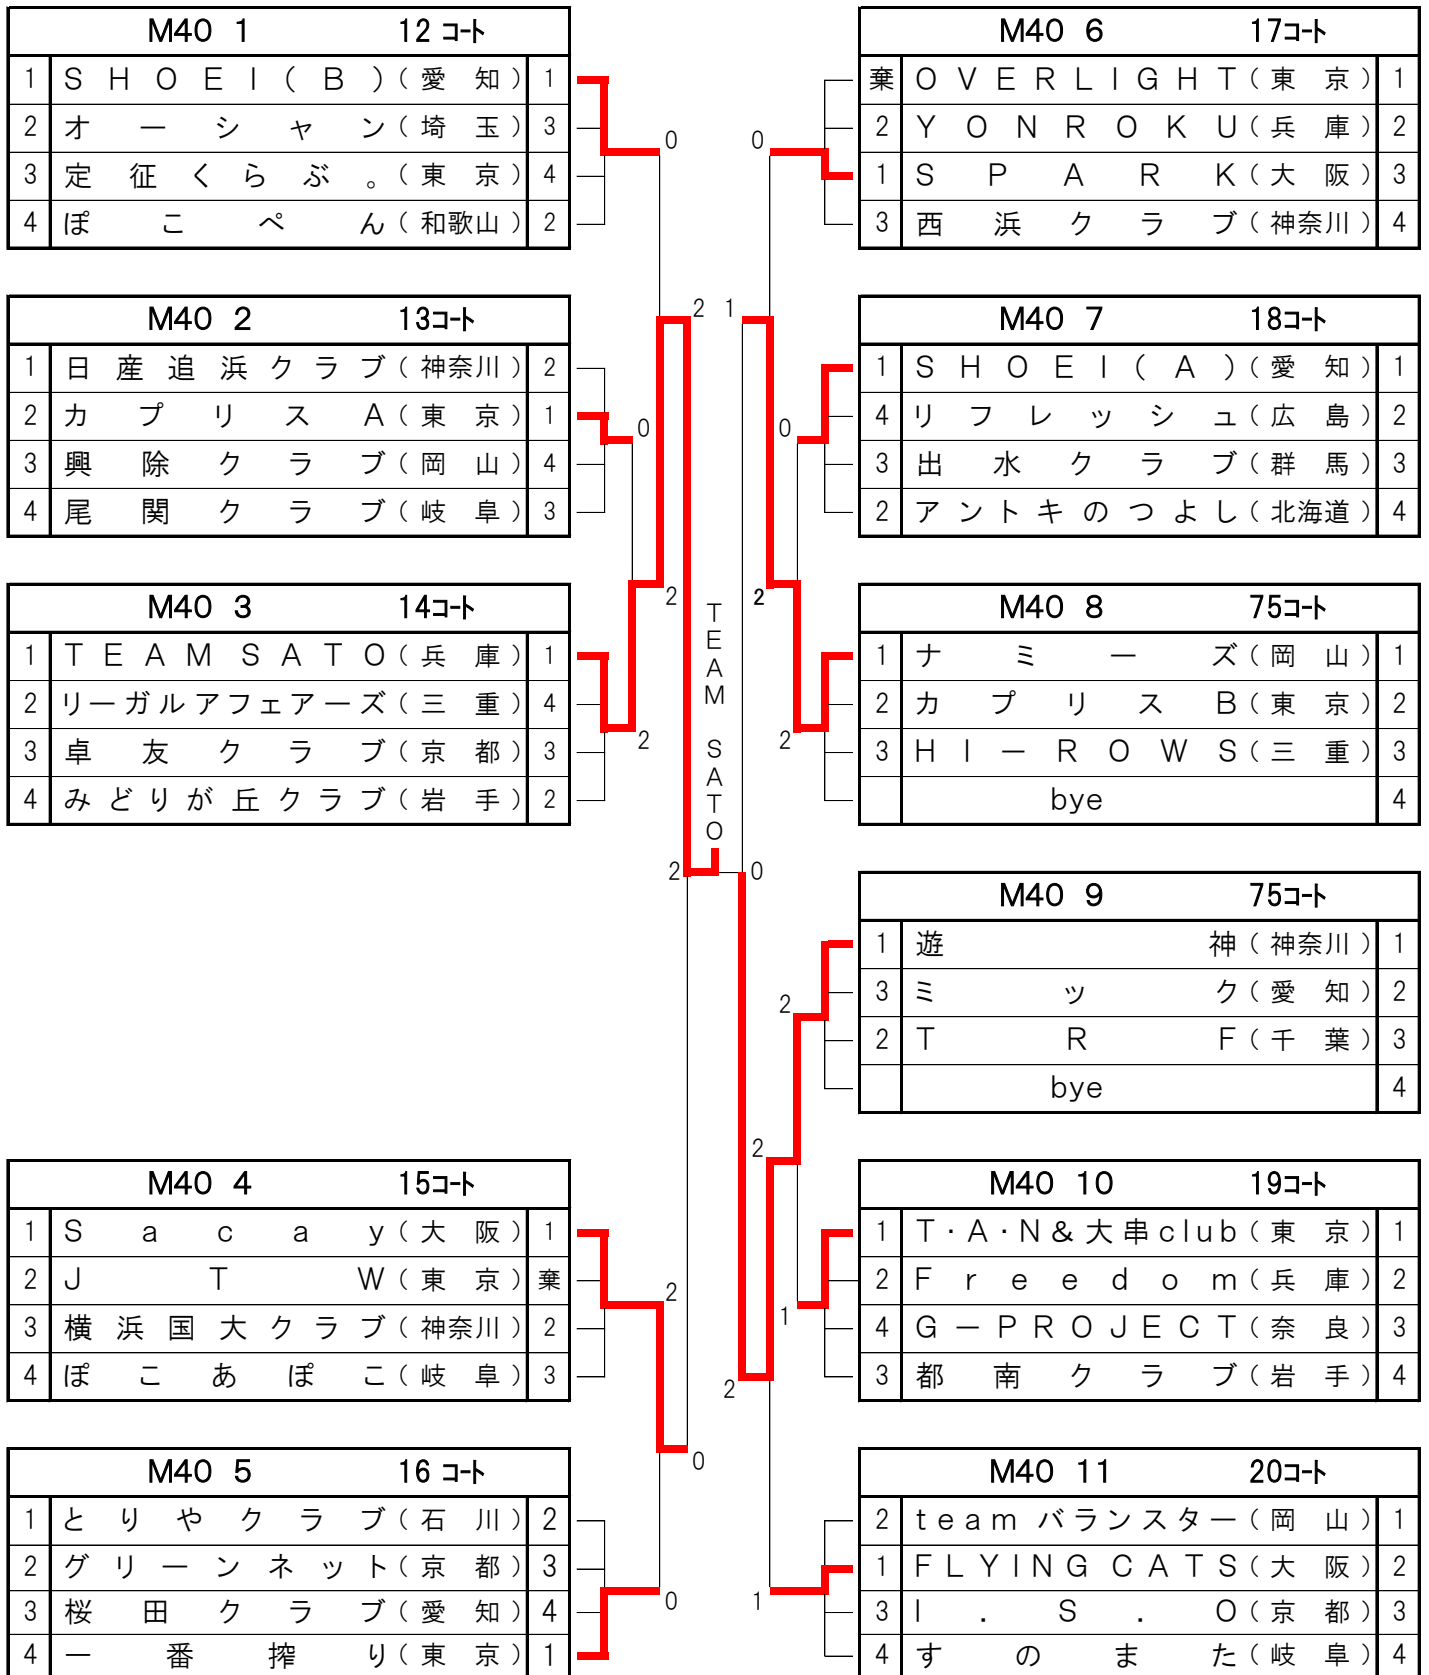 M40 1 12 コート
1 SHOEI(B)(愛知) 1
2 オーシャン(埼玉) 3
3 定征くらぶ。(東京) 4
4 ぽこぺん(和歌山) 2
M40 2 13コート
1 日産追浜クラブ(神奈川) 2
2 カプリスA(東京) 1
3 興除クラブ(岡山) 4
4 尾関クラブ(岐阜) 3
M40 3 14コート
1 TEAM SATO(兵庫) 1
2 リーガルアフェアーズ(三重) 4
3 卓友クラブ(京都) 3
4 みどりが丘クラブ(岩手) 2
M40 4 15コート
1 Sacay(大阪) 1
2 JTW(東京) 棄
3 横浜国大クラブ(神奈川) 2
4 ぽこあぽこ(岐阜) 3
M40 5 16 コート
1 とりやクラブ(石川) 2
2 グリーンネット(京都) 3
3 桜田クラブ(愛知) 4
4 一番搾り(東京) 1
0
0
2
2
2
2
2
0
0
TEAM SATO
0
1
0
2
2
0
2
2
1
2
1
M40 6 17コート
棄 OVERLIGHT(東京) 1
2 YONROKU(兵庫) 2
1 SPARK(大阪) 3
3 西浜クラブ(神奈川) 4
M40 7 18コート
1 SHOEI(A)(愛知) 1
4 リフレッシュ(広島) 2
3 出水クラブ(群馬) 3
2 アントキのつよし(北海道) 4
M40 8 75コート
1 ナミーズ(岡山) 1
2 カプリスB(東京) 2
3 HI－ROWS(三重) 3
bye 4
M40 9 75コート
1 遊神(神奈川) 1
3 ミック(愛知) 2
2 TRF(千葉) 3
bye 4
M40 10 19コート
1 T・A・N&大串club(東京) 1
2 Freedom(兵庫) 2
4 G－PROJECT(奈良) 3
3 都南クラブ(岩手) 4
M40 11 20コート
2 team バランスター(岡山) 1
1 FLYING CATS(大阪) 2
3 I.S.O(京都) 3
4 すのまた(岐阜) 4